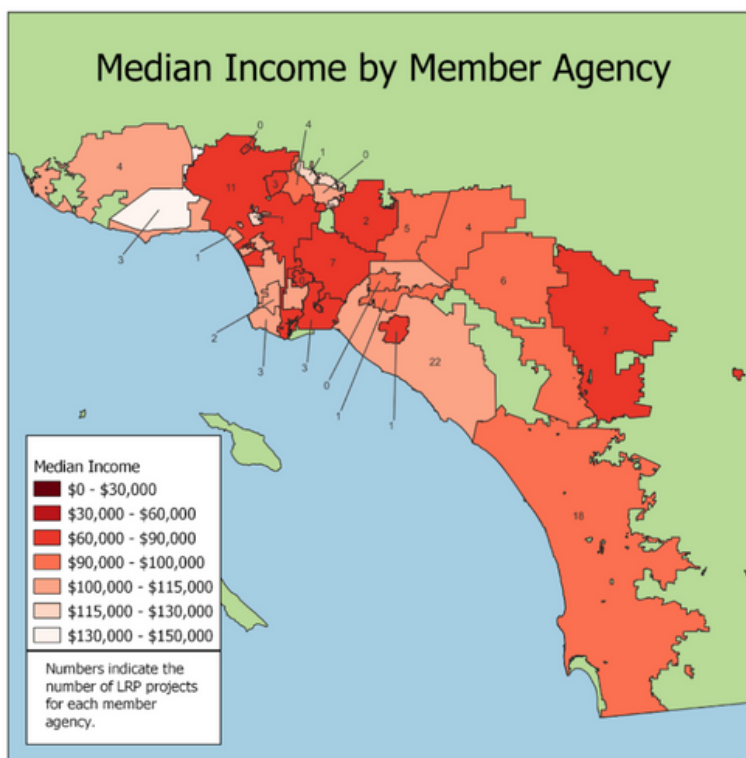 Median Income by Member Agency
0
4
1
0
4
11
3
2
5
4
3
1
7
6
7
2
3
3
0
22
1
1
18
Median Income
$0 - $30,000
$30,000 - $60,000
$60,000 - $90,000
$90,000 - $100,000
$100,000 - $115,000
$115,000 - $130,000
$130,000 - $150,000
Numbers indicate the
number of LRP projects
for each member
agency.